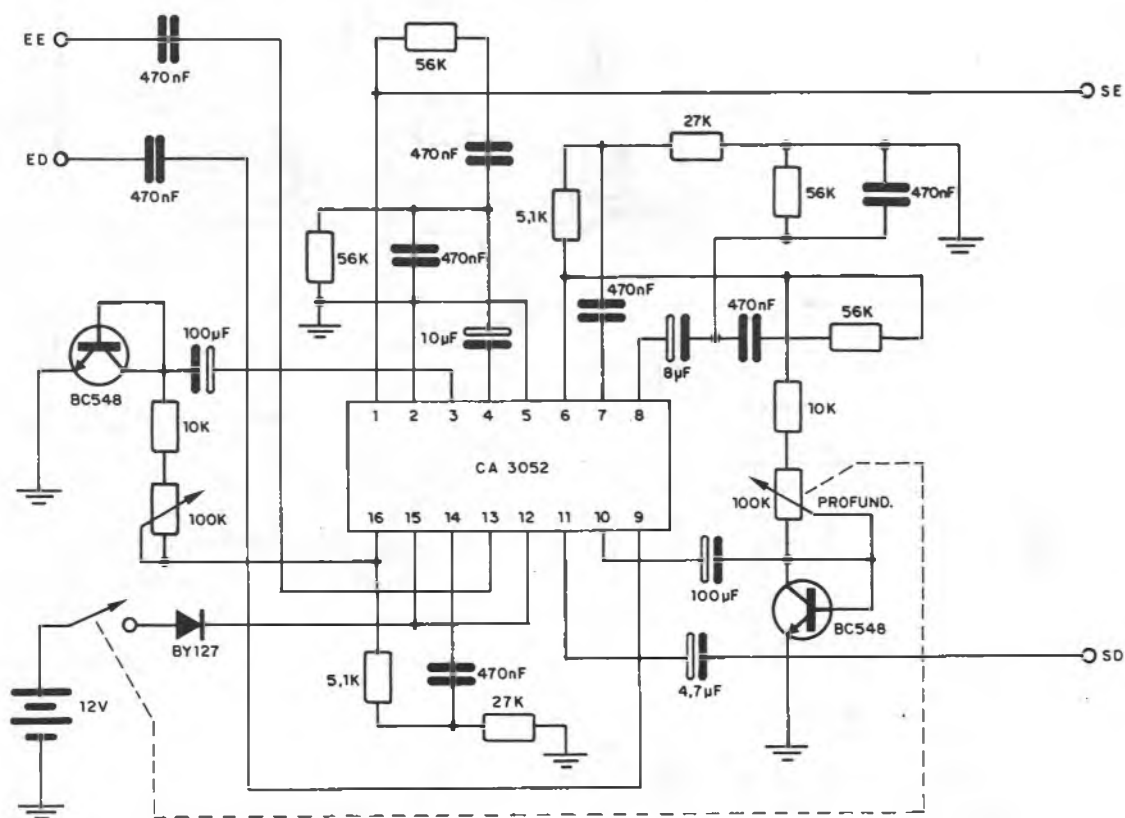 EE
470nF
56K
SE
ED
470nF
470nF
27K
5,1K
56K
470nF
56K
470nF
470nF
470nF
56K
100µF
10µF
8µF
BC548
10K
10K
1 2 3 4 5 6 7 8
CA 3052
16 15 14 13 12 11 10 9
100K
100K
PROFUND.
100µF
BC548
BY127
5,1K
470nF
4,7µF
SD
12V
27K